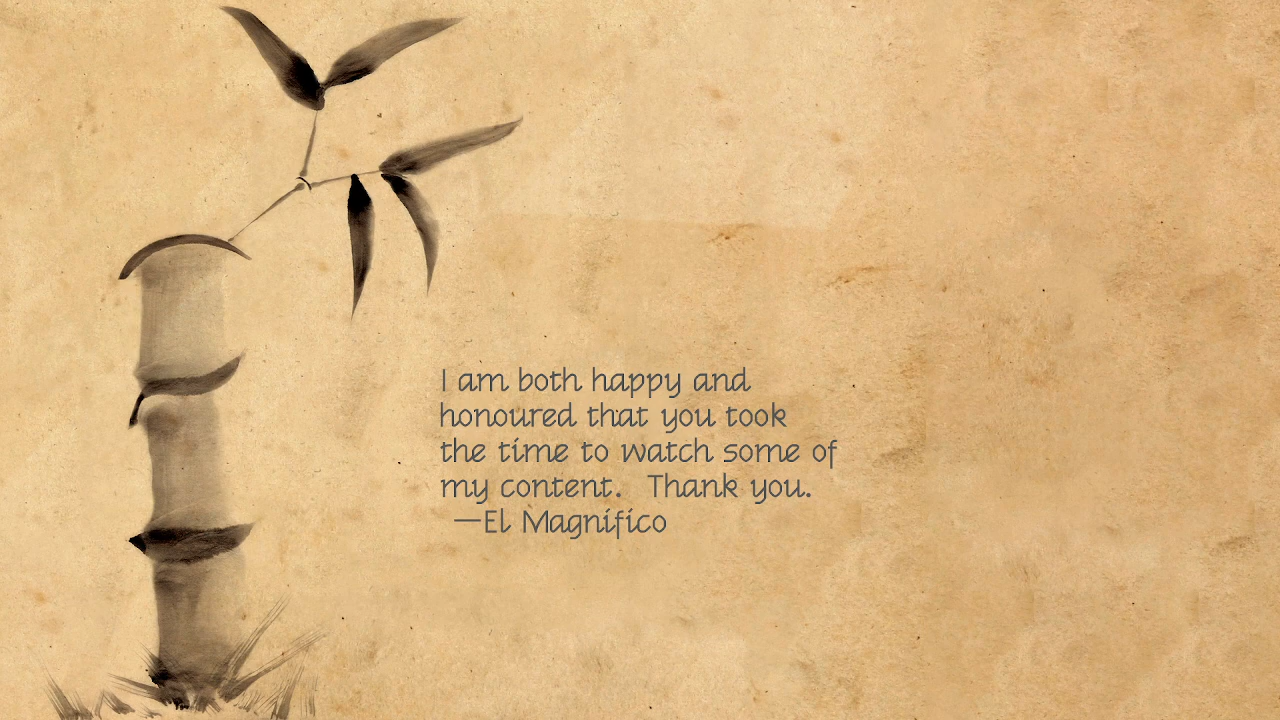 I am both happy and
honoured that you took
the time to watch some of
my content.  Thank you.
—El Magnifico